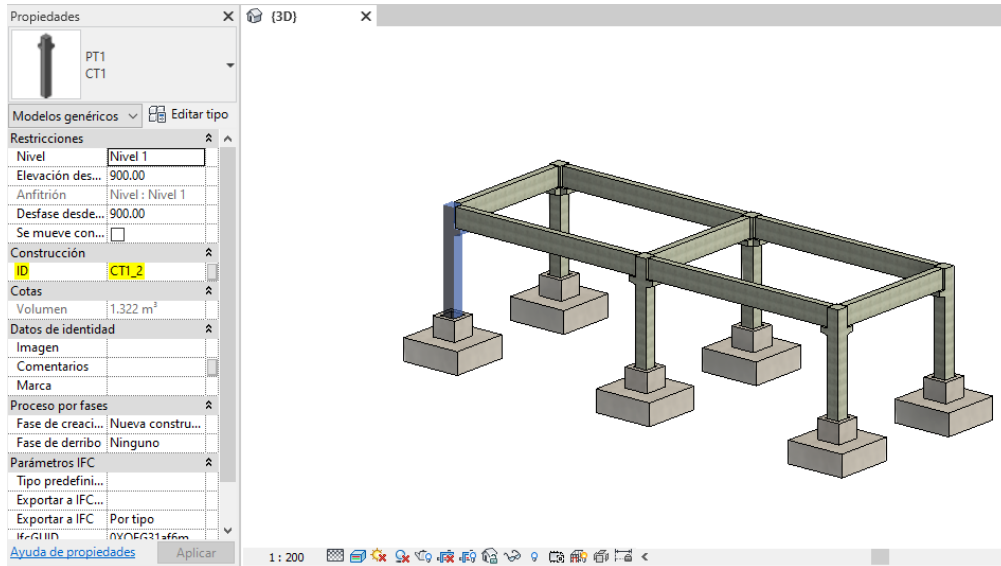 Propiedades
{3D}
PT1
CT1
Modelos genéricos
Editar tipo
Restricciones
Nivel Nivel 1
Elevación des... 900.00
Anfitrión Nivel : Nivel 1
Desfase desde... 900.00
Se mueve con...
Construcción
ID CT1_2
Cotas
Volumen 1.322 m³
Datos de identidad
Imagen
Comentarios
Marca
Proceso por fases
Fase de creaci... Nueva constru...
Fase de derribo Ninguno
Parámetros IFC
Tipo predefini...
Exportar a IFC...
Exportar a IFC Por tipo
IfcGUID
Ayuda de propiedades
Aplicar
1 : 200